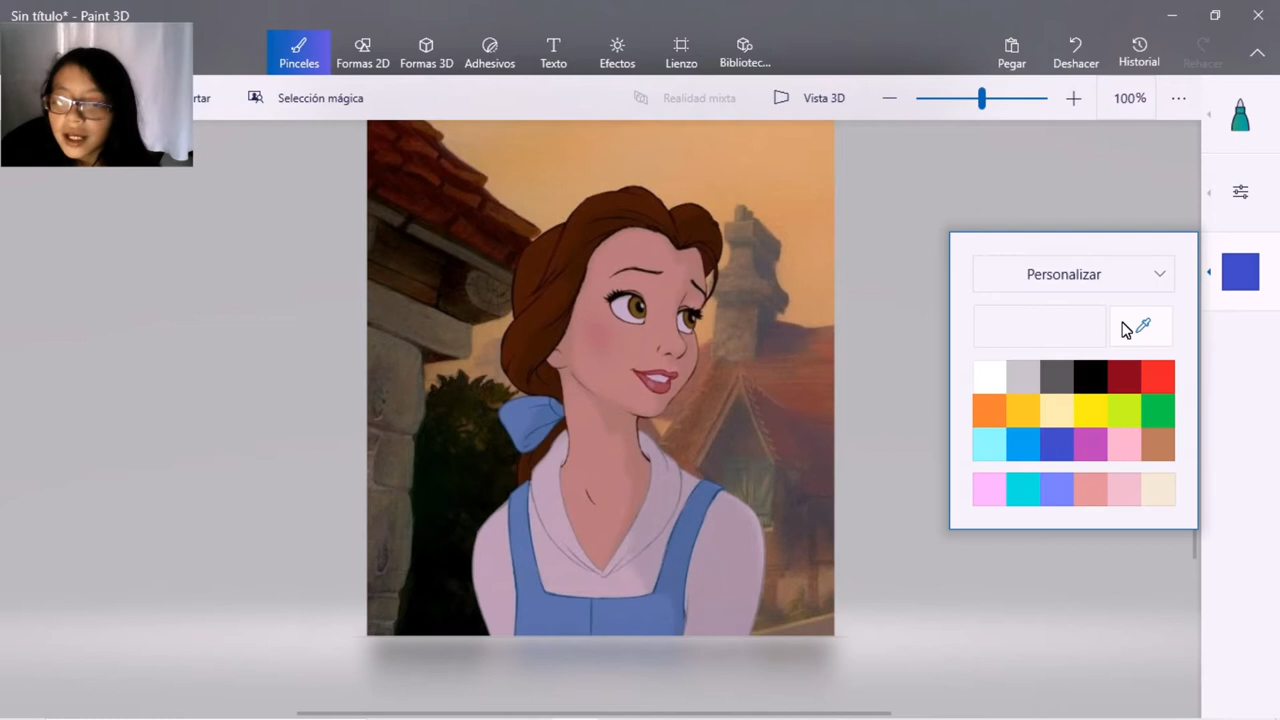 Sin título* - Paint 3D
Pinceles
Formas 2D
Formas 3D
Adhesivos
Texto
Efectos
Lienzo
Bibliotec...
Pegar
Deshacer
Historial
Rehacer
rtar
Selección mágica
Realidad mixta
Vista 3D
100%
Personalizar